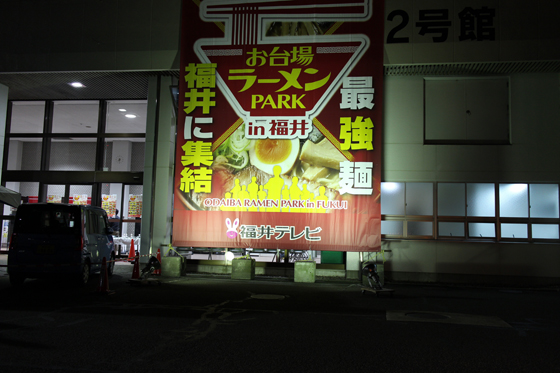 2号館
最強麺
福井に集結
お台場
ラーメン
PARK
in 福井
ODAIBA RAMEN PARK in FUKUI
福井テレビ